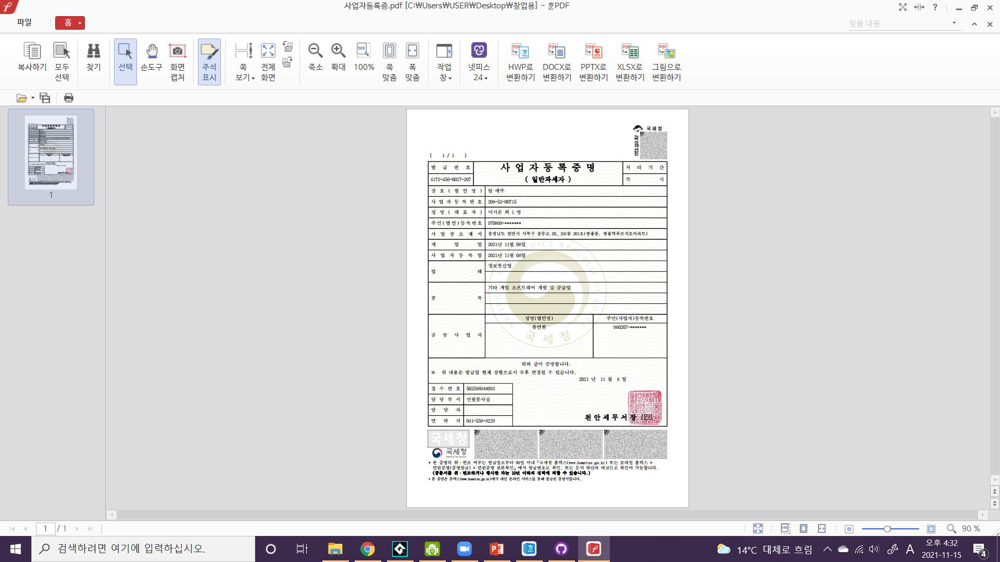 사업자등록증.pdf [C:₩Users₩USER₩Desktop₩창업용] - 한PDF
파일
홈
찾을 내용
복사하기
모두 선택
찾기
선택
손도구
화면 캡처
주석 표시
쪽 보기
전체 화면
축소
확대
100%
쪽 맞춤
폭 맞춤
작업 창
넷피스 24
HWP로 변환하기
DOCX로 변환하기
PPTX로 변환하기
XLSX로 변환하기
그림으로 변환하기
1
국세청
nts.go.kr
( 1 / 1 )
발 급 번 호
사 업 자 등 록 증 명
처 리 기 간
4172-456-0027-207
( 일반과세자 )
즉 시
상 호 ( 법 인 명 ) 팀 예뚜
사 업 자 등 록 번 호 208-52-00715
성 명 ( 대 표 자 ) 이시온 외 1 명
주민(법인)등록번호 970808-*******
사 업 장 소 재 지 충청남도 천안시 서북구 충무로 93, 101동 201호(쌍용동, 쌍용역푸르지오아파트)
개 업 일 2021년 11월 08일
사 업 자 등 록 일 2021년 11월 08일
업 태 정보통신업
종 목 기타 게임 소프트웨어 개발 및 공급업
공 동 사 업 자
성명(법인명) 주민(사업자)등록번호
유연휘 980207-*******
NATIONAL TAX SERVICE REPUBLIC OF KOREA
국세청
위와 같이 증명합니다.
※ 위 내용은 발급일 현재 상황으로서 추후 변경될 수 있습니다.
2021 년 11 월 8 일
접 수 번 호 502596948093
담 당 부 서 민원봉사실
담 당 자
연 락 처 041-559-8229
천 안 세 무 서 장 (인)
국세청
국세청
National Tax Service
* 본 증명의 위·변조 여부는 발급일로부터 90일 이내 「국세청 홈택스(www.hometax.go.kr) 또는 모바일 홈택스 >
민원증명(증명발급) > 민원증명 원본확인」에서 발급번호로 확인, 또는 문서 하단의 바코드로 확인이 가능합니다.
(공문서를 위·변조하거나 행사한 자는 10년 이하의 징역에 처할 수 있습니다.)
* 본 증명은 홈택스(www.hometax.go.kr)에서 대민 온라인 서비스를 통해 발급된 증명서입니다.
1 / 1
90 %
검색하려면 여기에 입력하십시오.
14°C 대체로 흐림
A
오후 4:32
2021-11-15
4